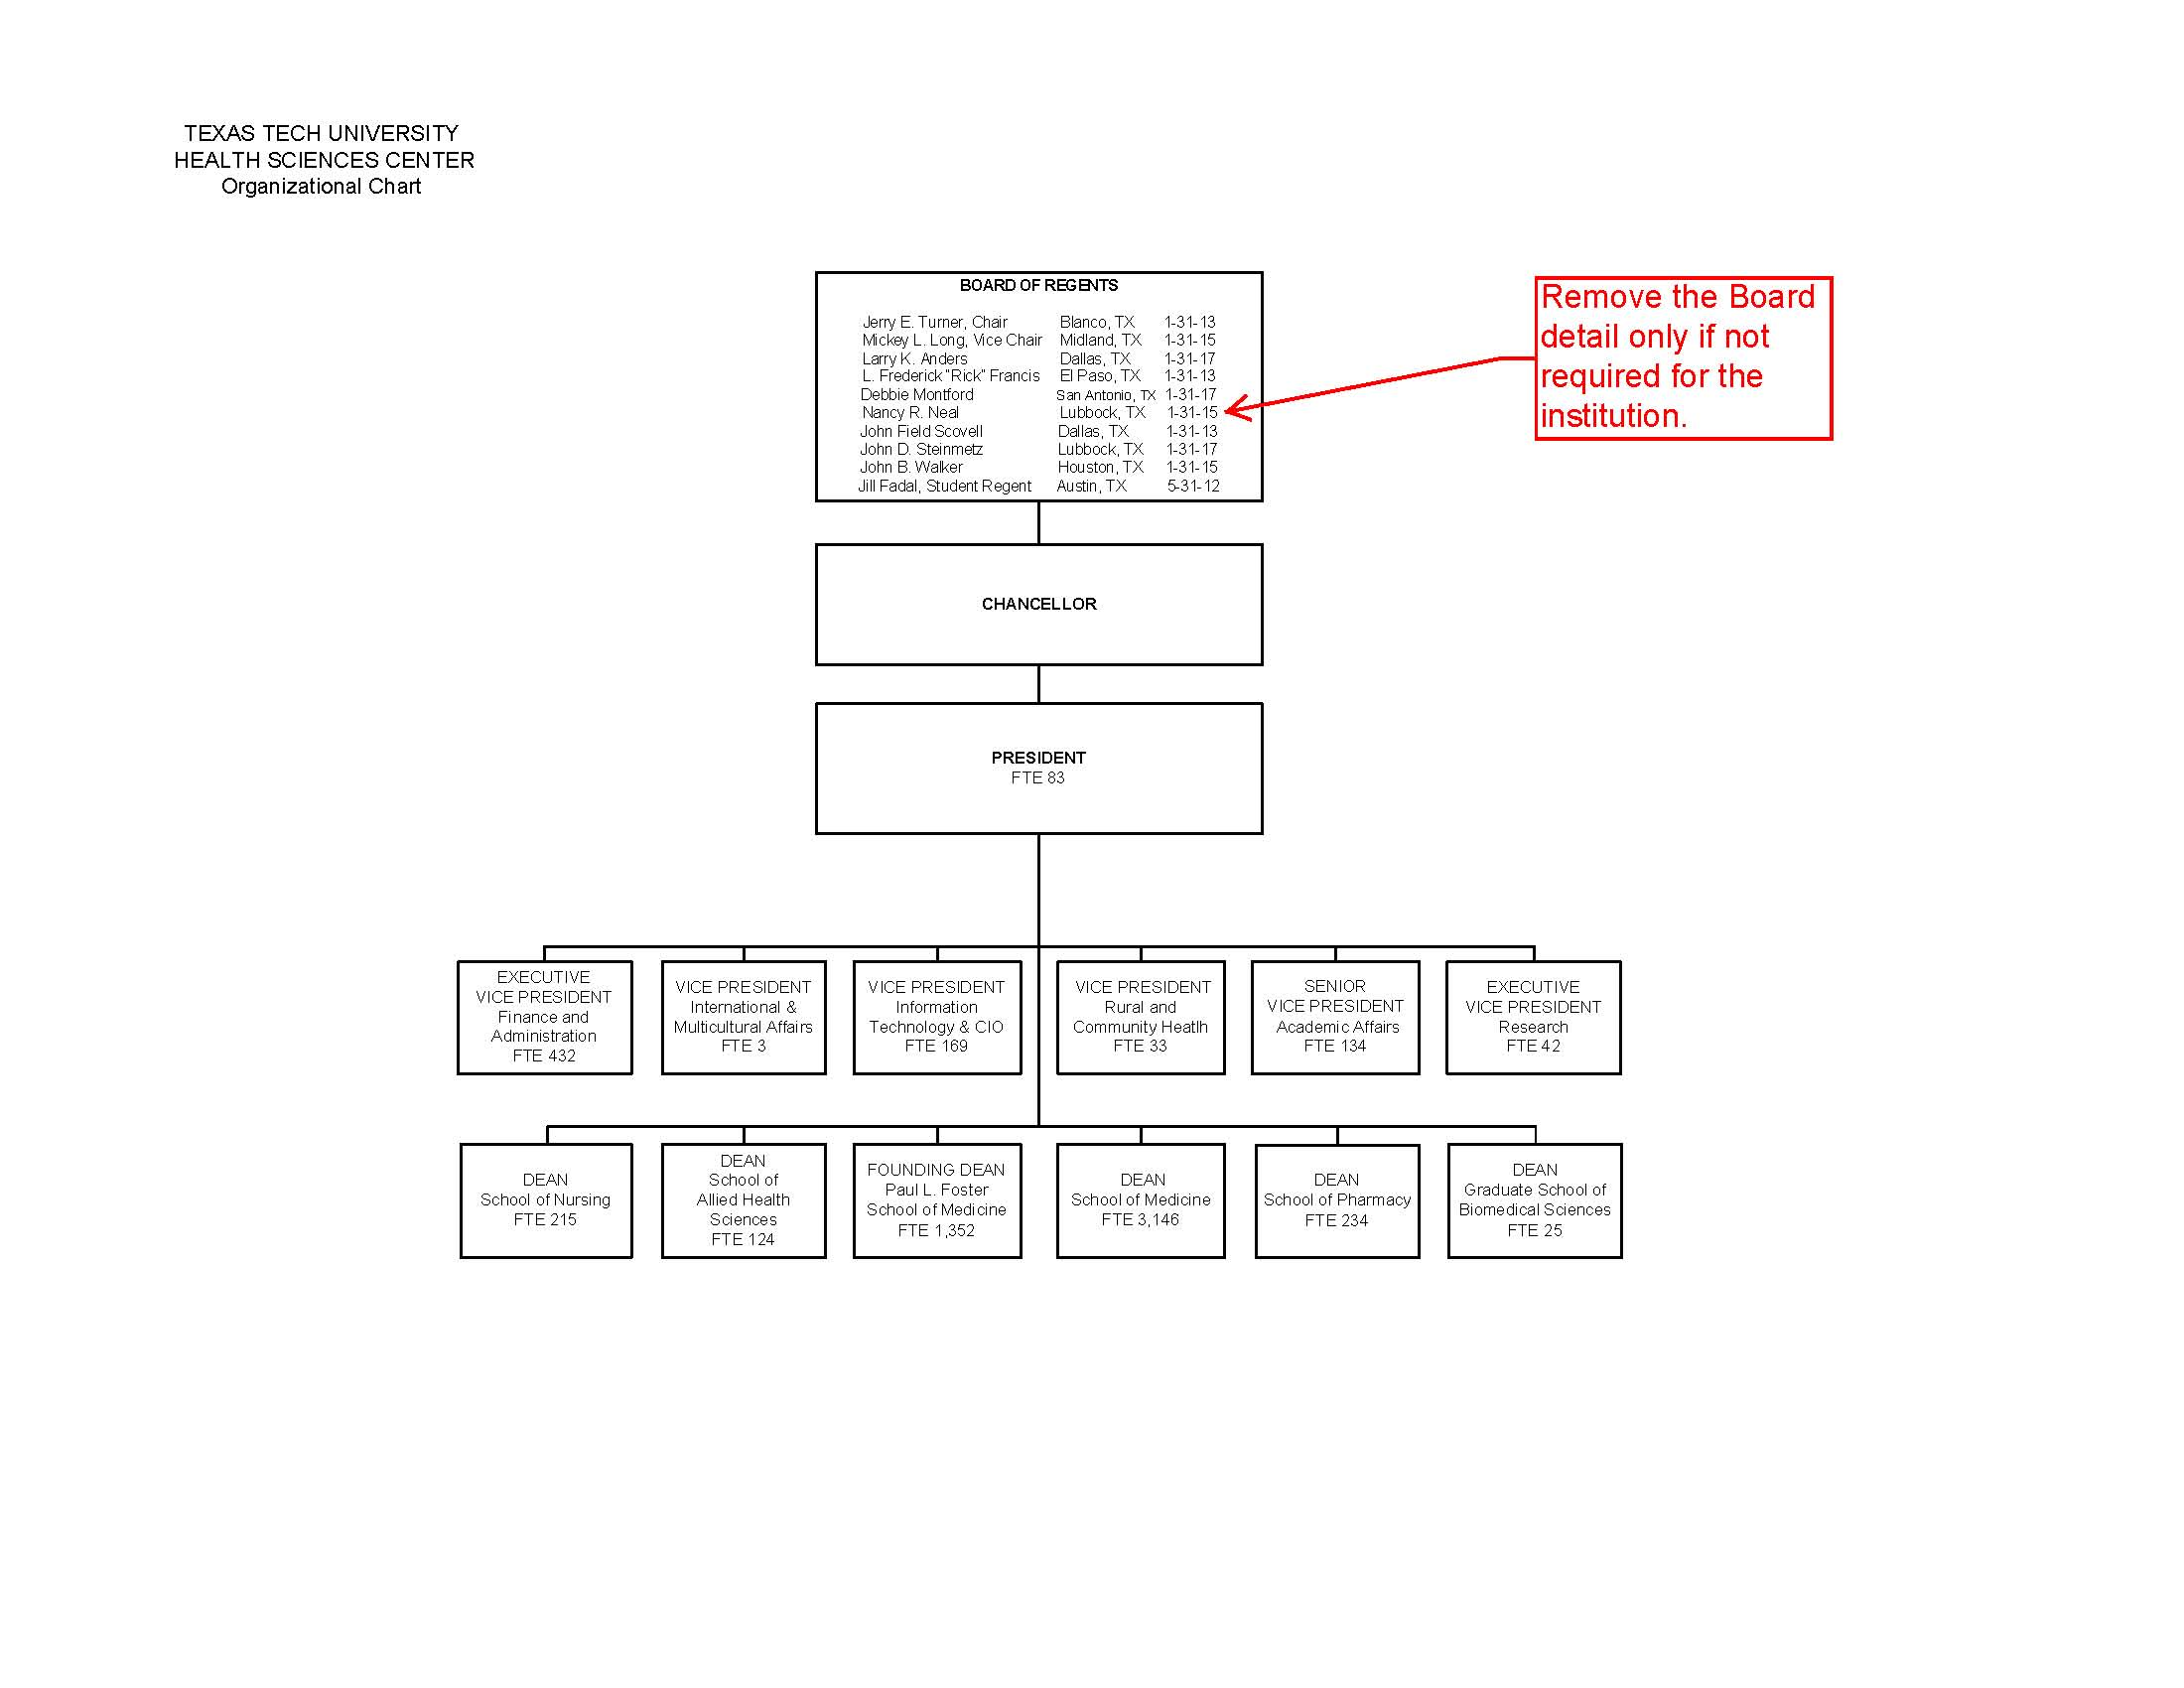 TEXAS TECH UNIVERSITY
HEALTH SCIENCES CENTER
Organizational Chart
BOARD OF REGENTS
Jerry E. Turner, Chair Blanco, TX 1-31-13
Mickey L. Long, Vice Chair Midland, TX 1-31-15
Larry K. Anders Dallas, TX 1-31-17
L. Frederick "Rick" Francis El Paso, TX 1-31-13
Debbie Montford San Antonio, TX 1-31-17
Nancy R. Neal Lubbock, TX 1-31-15
John Field Scovell Dallas, TX 1-31-13
John D. Steinmetz Lubbock, TX 1-31-17
John B. Walker Houston, TX 1-31-15
Jill Fadal, Student Regent Austin, TX 5-31-12
Remove the Board
detail only if not
required for the
institution.
CHANCELLOR
PRESIDENT
FTE 83
EXECUTIVE
VICE PRESIDENT
Finance and
Administration
FTE 432
VICE PRESIDENT
International &
Multicultural Affairs
FTE 3
VICE PRESIDENT
Information
Technology & CIO
FTE 169
VICE PRESIDENT
Rural and
Community Heatlh
FTE 33
SENIOR
VICE PRESIDENT
Academic Affairs
FTE 134
EXECUTIVE
VICE PRESIDENT
Research
FTE 42
DEAN
School of Nursing
FTE 215
DEAN
School of
Allied Health
Sciences
FTE 124
FOUNDING DEAN
Paul L. Foster
School of Medicine
FTE 1,352
DEAN
School of Medicine
FTE 3,146
DEAN
School of Pharmacy
FTE 234
DEAN
Graduate School of
Biomedical Sciences
FTE 25